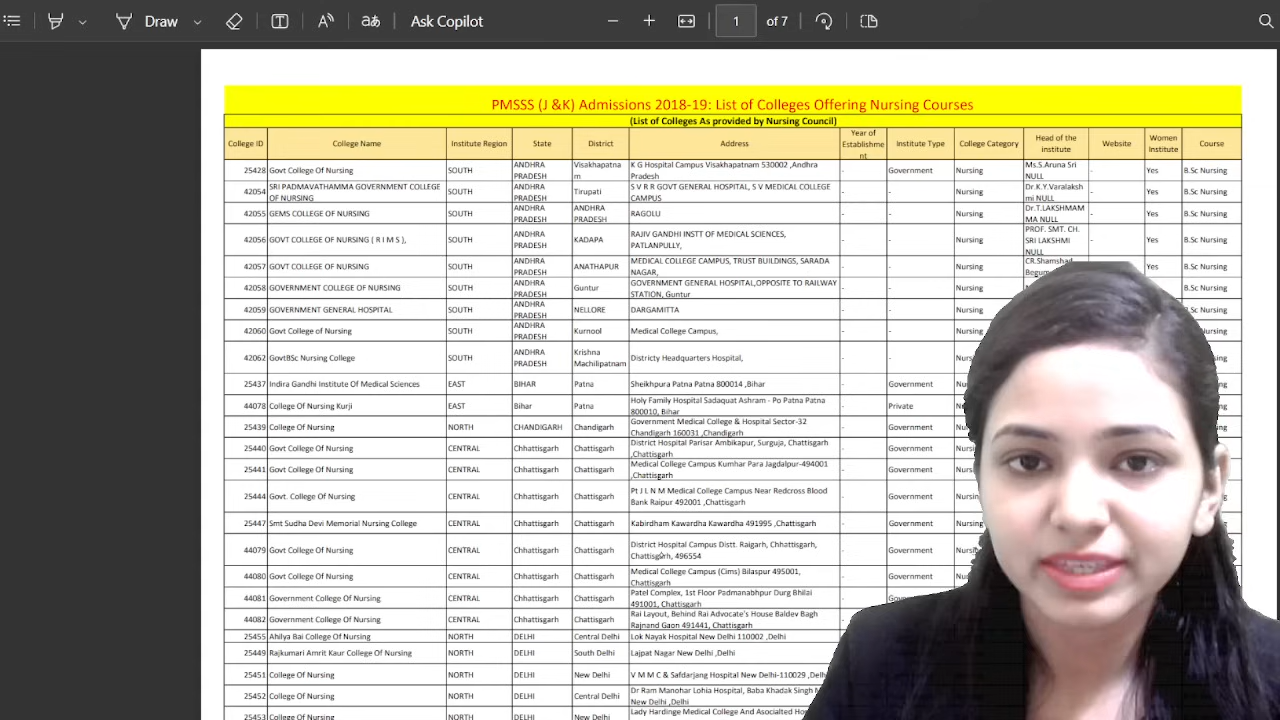 Draw
Ask Copilot
1 of 7
PMSSS (J &K) Admissions 2018-19: List of Colleges Offering Nursing Courses
(List of Colleges As provided by Nursing Council)
College ID College Name Institute Region State District Address Year of Establishme nt Institute Type College Category Head of the institute Website Women Institute Course
25428 Govt College Of Nursing SOUTH ANDHRA PRADESH Visakhapatna m K G Hospital Campus Visakhapatnam 530002 ,Andhra Pradesh - Government Nursing Ms.S.Aruna Sri NULL - Yes B.Sc Nursing
42054 SRI PADMAVATHAMMA GOVERNMENT COLLEGE OF NURSING SOUTH ANDHRA PRADESH Tirupati S V R R GOVT GENERAL HOSPITAL, S V MEDICAL COLLEGE CAMPUS - - Nursing Dr.K.Y.Varalaksh mi NULL - Yes B.Sc Nursing
42055 GEMS COLLEGE OF NURSING SOUTH ANDHRA PRADESH ANDHRA PRADESH RAGOLU - - Nursing Dr.T.LAKSHMAM MA NULL - Yes B.Sc Nursing
42056 GOVT COLLEGE OF NURSING ( R I M S ), SOUTH ANDHRA PRADESH KADAPA RAJIV GANDHI INSTT OF MEDICAL SCIENCES, PATLANPULLY, - - Nursing PROF. SMT. CH. SRI LAKSHMI NULL - Yes B.Sc Nursing
42057 GOVT COLLEGE OF NURSING SOUTH ANDHRA PRADESH ANATHAPUR MEDICAL COLLEGE CAMPUS, TRUST BUILDINGS, SARADA NAGAR, - - Nursing CR.Shamshad Begum Yes B.Sc Nursing
42058 GOVERNMENT COLLEGE OF NURSING SOUTH ANDHRA PRADESH Guntur GOVERNMENT GENERAL HOSPITAL,OPPOSITE TO RAILWAY STATION, Guntur - - Nursing B.Sc Nursing
42059 GOVERNMENT GENERAL HOSPITAL SOUTH ANDHRA PRADESH NELLORE DARGAMITTA - - Nursing Nursing
42060 Govt College of Nursing SOUTH ANDHRA PRADESH Kurnool Medical College Campus, - - Nursing Nursing
42062 GovtBSc Nursing College SOUTH ANDHRA PRADESH Krishna Machilipatnam Districty Headquarters Hospital, - -
25437 Indira Gandhi Institute Of Medical Sciences EAST BIHAR Patna Sheikhpura Patna Patna 800014 ,Bihar - Government
44078 College Of Nursing Kurji EAST Bihar Patna Holy Family Hospital Sadaquat Ashram - Po Patna Patna 800010, Bihar - Private
25439 College Of Nursing NORTH CHANDIGARH Chandigarh Government Medical College & Hospital Sector-32 Chandigarh 160031 ,Chandigarh - Government
25440 Govt College Of Nursing CENTRAL Chhattisgarh Chattisgarh District Hospital Parisar Ambikapur, Surguja, Chattisgarh ,Chattisgarh - Government
25441 Govt College Of Nursing CENTRAL Chhattisgarh Chattisgarh Medical College Campus Kumhar Para Jagdalpur-494001 ,Chattisgarh - Government
25444 Govt. College Of Nursing CENTRAL Chhattisgarh Chattisgarh Pt J L N M Medical College Campus Near Redcross Blood Bank Raipur 492001 ,Chattisgarh - Government
25447 Smt Sudha Devi Memorial Nursing College CENTRAL Chhattisgarh Chattisgarh Kabirdham Kawardha Kawardha 491995 ,Chattisgarh - Government
44079 Govt College Of Nursing CENTRAL Chhattisgarh Chattisgarh District Hospital Campus Distt. Raigarh, Chhattisgarh, Chattisgarh, 496554 - Government
44080 Govt College Of Nursing CENTRAL Chhattisgarh Chattisgarh Medical College Campus (Cims) Bilaspur 495001, Chattisgarh - Government
44081 Government College Of Nursing CENTRAL Chhattisgarh Chattisgarh Patel Complex, 1st Floor Padmanabhpur Durg Bhilai 491001, Chattisgarh - Government
44082 Government College Of Nursing CENTRAL Chhattisgarh Chattisgarh Rai Layout, Behind Rai Advocate's House Baldev Bagh Rajnand Gaon 491441, Chattisgarh
25455 Ahilya Bai College Of Nursing NORTH DELHI Central Delhi Lok Nayak Hospital New Delhi 110002 ,Delhi
25449 Rajkumari Amrit Kaur College Of Nursing NORTH DELHI South Delhi Lajpat Nagar New Delhi ,Delhi
25451 College Of Nursing NORTH DELHI New Delhi V M M C & Safdarjang Hospital New Delhi-110029 ,Delhi
25452 College Of Nursing NORTH DELHI Central Delhi Dr Ram Manohar Lohia Hospital, Baba Khadak Singh New Delhi ,Delhi
25453 College Of Nursing NORTH DELHI New Delhi Lady Hardinge Medical College And Asocialted